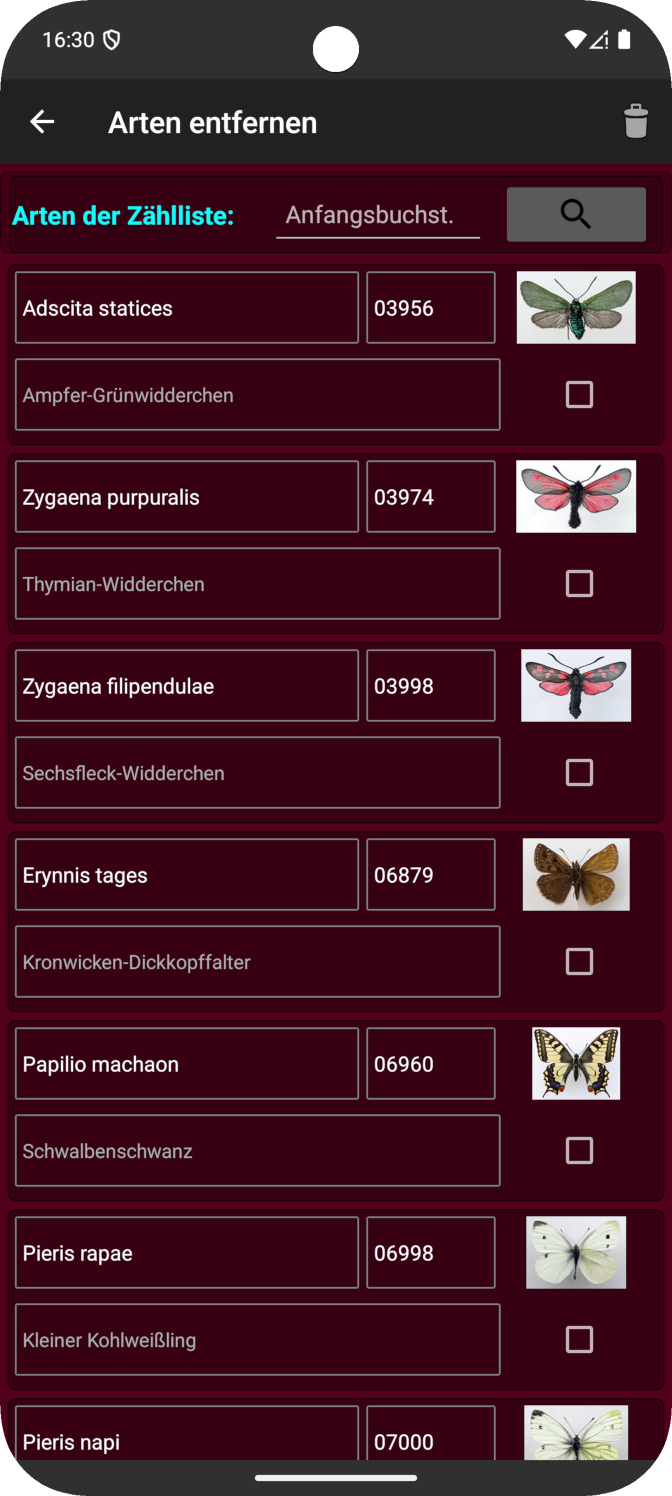 16:30
Arten entfernen
Arten der Zählliste: Anfangsbuchst.
Adscita statices 03956
Ampfer-Grünwidderchen
Zygaena purpuralis 03974
Thymian-Widderchen
Zygaena filipendulae 03998
Sechsfleck-Widderchen
Erynnis tages 06879
Kronwicken-Dickkopffalter
Papilio machaon 06960
Schwalbenschwanz
Pieris rapae 06998
Kleiner Kohlweißling
Pieris napi 07000